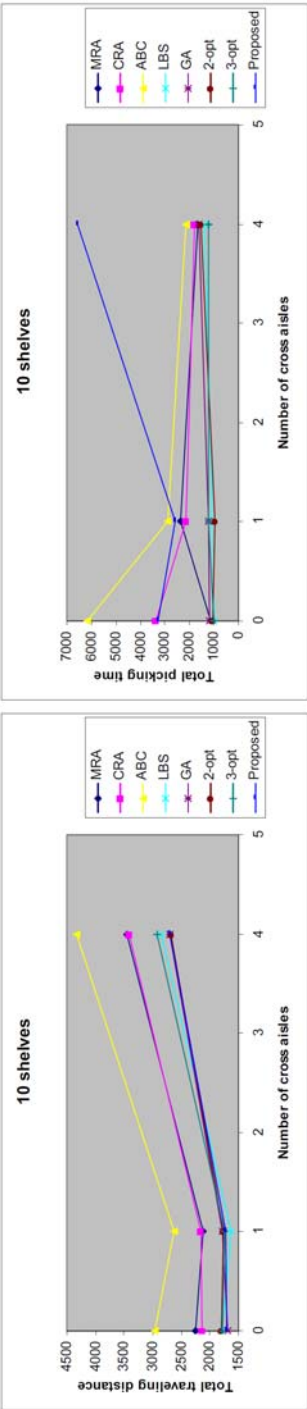 10 shelves
Total traveling distance
4500
4000
3500
3000
2500
2000
1500
0 1 2 3 4 5
Number of cross aisles
MRA
CRA
ABC
LBS
GA
2-opt
3-opt
Proposed
10 shelves
Total picking time
7000
6000
5000
4000
3000
2000
1000
0
0 1 2 3 4 5
Number of cross aisles
MRA
CRA
ABC
LBS
GA
2-opt
3-opt
Proposed